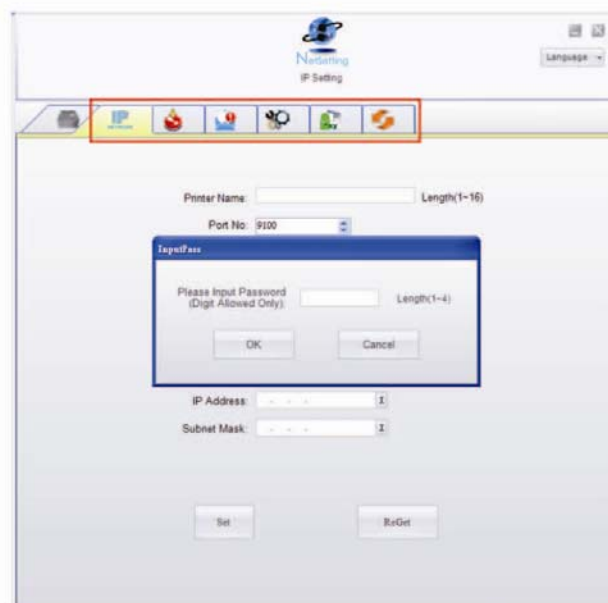 NetSetting
IP Setting
Language
IP
Printer Name:
Length(1~16)
Port No:
9100
InputPass
Please Input Password
(Digit Allowed Only):
Length(1~4)
OK
Cancel
IP Address:
Subnet Mask:
Set
ReGet